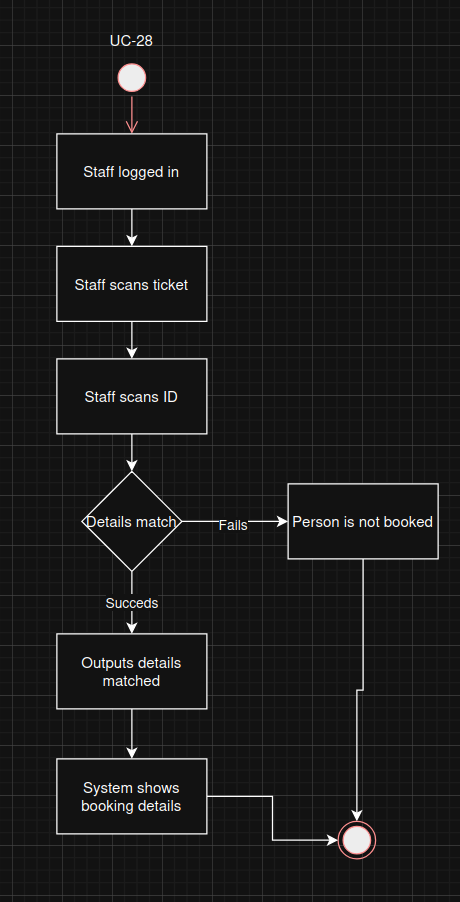 UC-28
Staff logged in
Staff scans ticket
Staff scans ID
Details match
Fails
Person is not booked
Succeds
Outputs details
matched
System shows
booking details